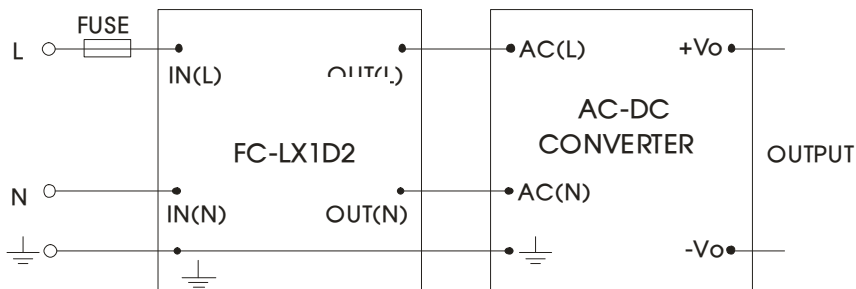 FUSE
L
IN(L)
OUT(L)
AC(L)
+Vo
FC-LX1D2
AC-DC
CONVERTER
OUTPUT
N
IN(N)
OUT(N)
AC(N)
-Vo